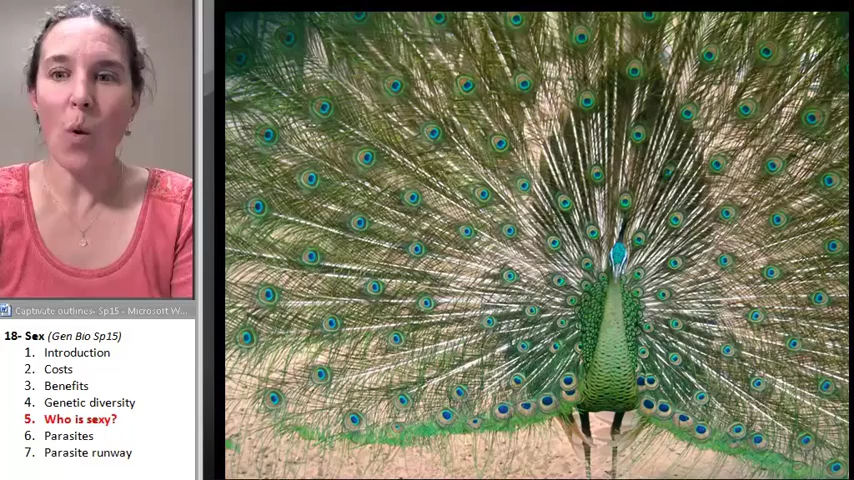 Captivate outlines- Sp15 - Microsoft W...
18- Sex (Gen Bio Sp15)
1. Introduction
2. Costs
3. Benefits
4. Genetic diversity
5. Who is sexy?
6. Parasites
7. Parasite runway